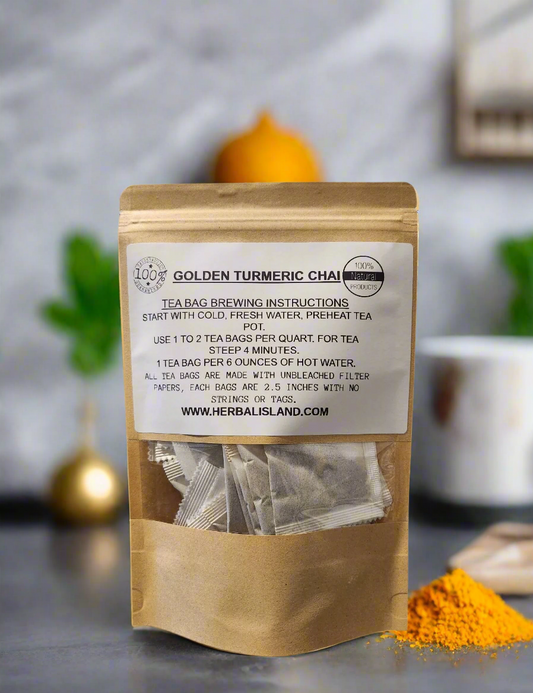 100%
GOLDEN TURMERIC CHAI
100%
Natural
PRODUCTS
TEA BAG BREWING INSTRUCTIONS
START WITH COLD, FRESH WATER, PREHEAT TEA
POT.
USE 1 TO 2 TEA BAGS PER QUART. FOR TEA
STEEP 4 MINUTES.
1 TEA BAG PER 6 OUNCES OF HOT WATER.
ALL TEA BAGS ARE MADE WITH UNBLEACHED FILTER
PAPERS, EACH BAGS ARE 2.5 INCHES WITH NO
STRINGS OR TAGS.
WWW.HERBALISLAND.COM